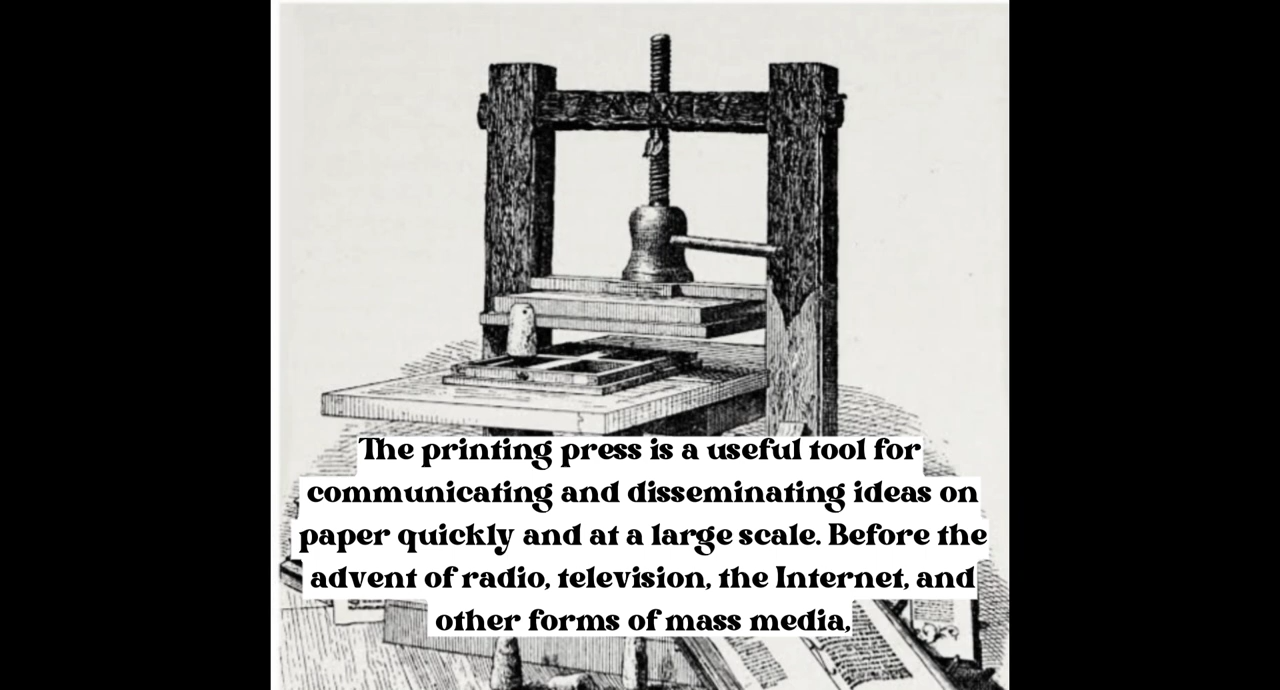 The printing press is a useful tool for
communicating and disseminating ideas on
paper quickly and at a large scale. Before the
advent of radio, television, the Internet, and
other forms of mass media,